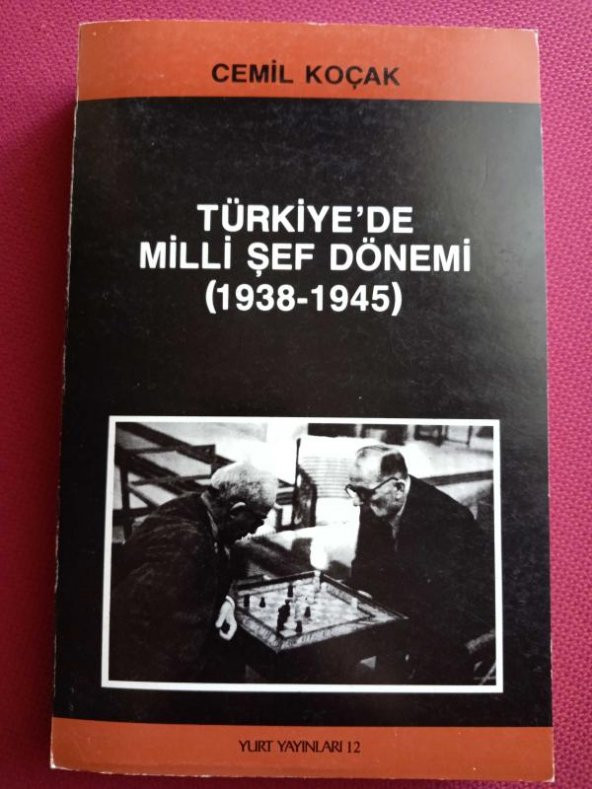 CEMİL KOÇAK
TÜRKİYE'DE
MİLLİ ŞEF DÖNEMİ
(1938-1945)
YURT YAYINLARI 12